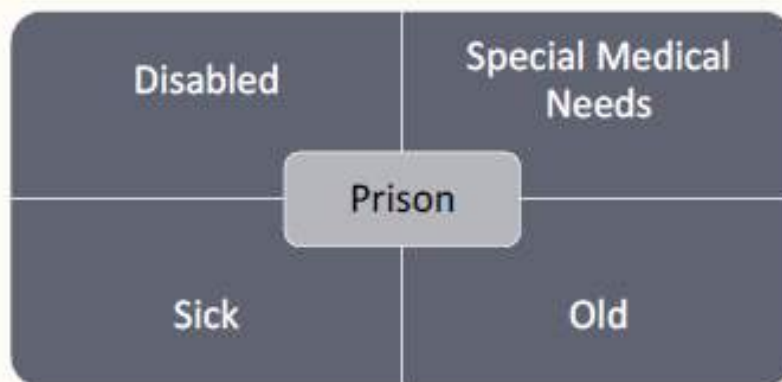 Disabled
Special Medical
Needs
Prison
Sick
Old